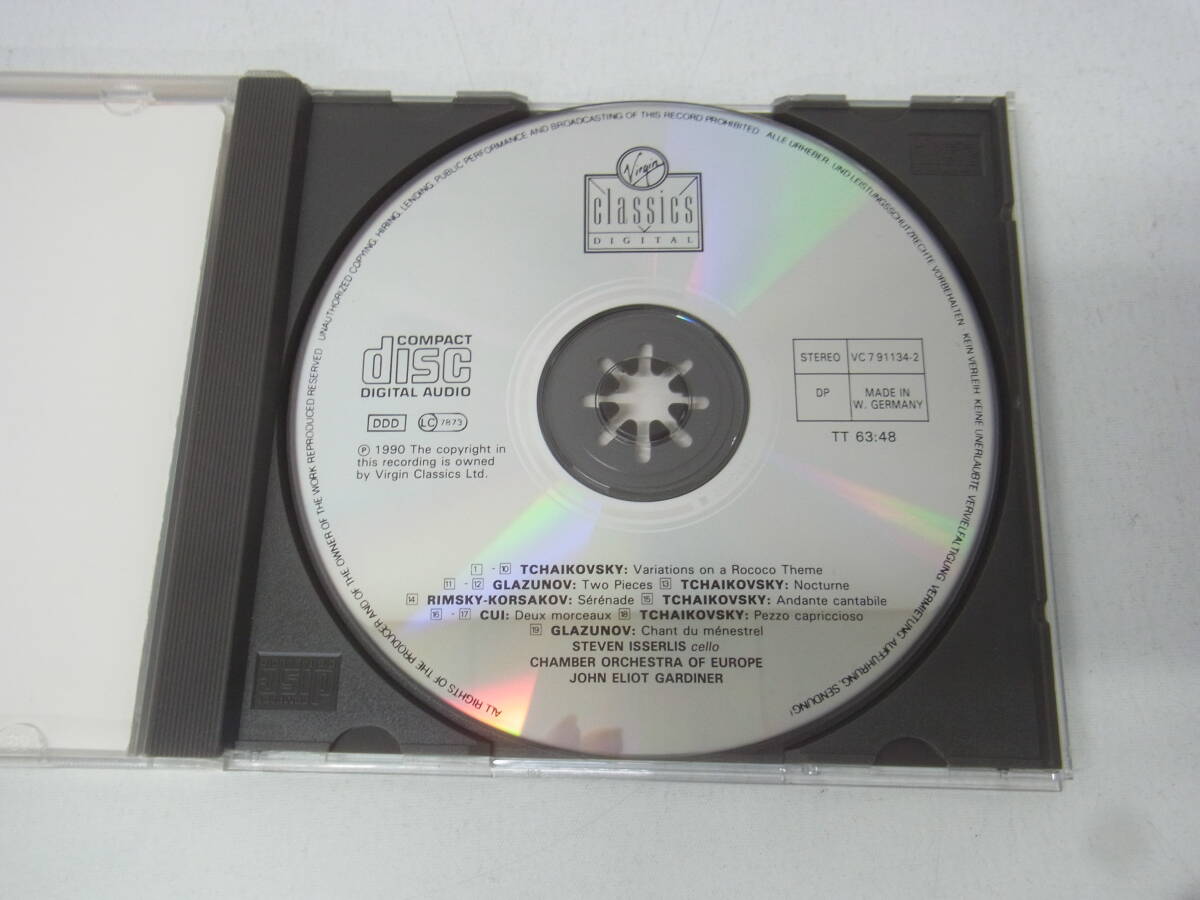 UNAUTHORIZED COPYING, HIRING, LENDING, PUBLIC PERFORMANCE AND BROADCASTING OF THIS RECORD PROHIBITED
ALLE URHEBER- UND LEISTUNGSSCHUTZRECHTE VORBEHALTEN KEIN VERLEIH KEINE UNERLAUBTE VERVIELFÄLTIGUNG, VERMIETUNG, AUFFÜHRUNG, SENDUNG!
ALL RIGHTS OF THE PRODUCER AND OF THE OWNER OF THE WORK REPRODUCED RESERVED
Virgin
classics
DIGITAL
COMPACT
disc
DIGITAL AUDIO
DDD LC 7873
℗ 1990 The copyright in
this recording is owned
by Virgin Classics Ltd.
STEREO VC 7 91134-2
DP MADE IN
W. GERMANY
TT 63:48
1 - 10 TCHAIKOVSKY: Variations on a Rococo Theme
11 - 12 GLAZUNOV: Two Pieces 13 TCHAIKOVSKY: Nocturne
14 RIMSKY-KORSAKOV: Sérénade 15 TCHAIKOVSKY: Andante cantabile
16 - 17 CUI: Deux morceaux 18 TCHAIKOVSKY: Pezzo capriccioso
19 GLAZUNOV: Chant du ménestrel
STEVEN ISSERLIS cello
CHAMBER ORCHESTRA OF EUROPE
JOHN ELIOT GARDINER
disc